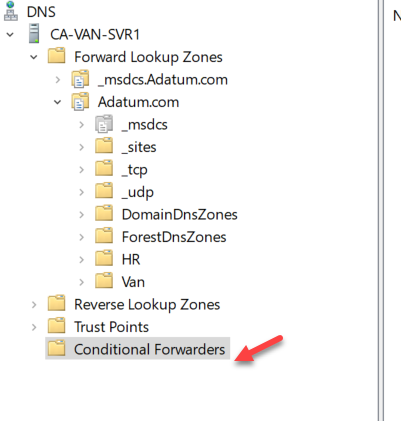 DNS
CA-VAN-SVR1
Forward Lookup Zones
_msdcs.Adatum.com
Adatum.com
_msdcs
_sites
_tcp
_udp
DomainDnsZones
ForestDnsZones
HR
Van
Reverse Lookup Zones
Trust Points
Conditional Forwarders